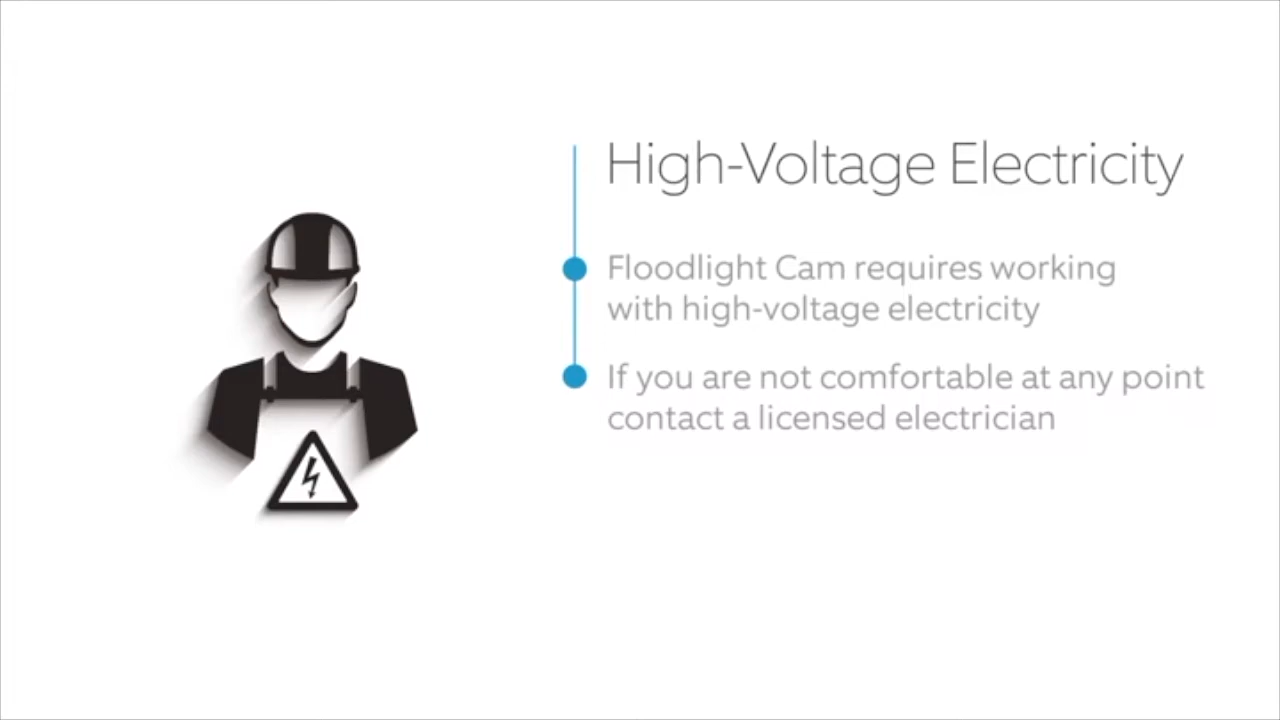 High-Voltage Electricity
Floodlight Cam requires working
with high-voltage electricity
If you are not comfortable at any point
contact a licensed electrician